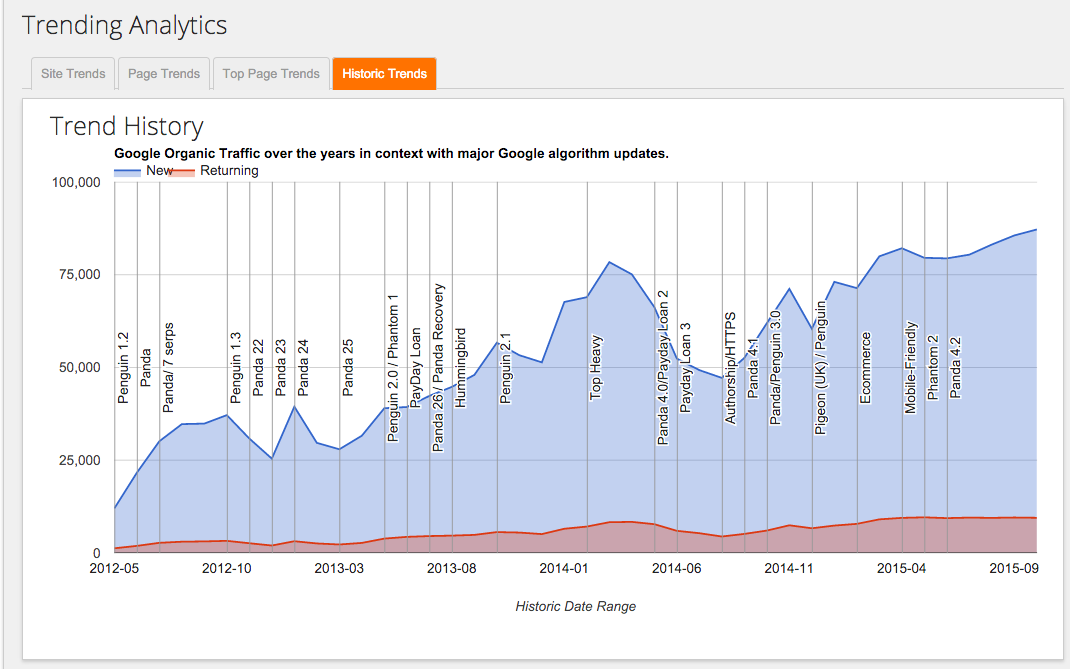 Trending Analytics
Site Trends
Page Trends
Top Page Trends
Historic Trends
Trend History
Google Organic Traffic over the years in context with major Google algorithm updates.
New
Returning
100,000
75,000
50,000
25,000
0
Penguin 1.2
Panda
Panda/ 7 serps
Penguin 1.3
Panda 22
Panda 23
Panda 24
Panda 25
Penguin 2.0 / Phantom 1
PayDay Loan
Panda 26 / Panda Recovery
Hummingbird
Penguin 2.1
Top Heavy
Panda 4.0/Payday Loan 2
Payday Loan 3
Authorship/HTTPS
Panda 4.1
Panda/Penguin 3.0
Pigeon (UK) / Penguin
Ecommerce
Mobile-Friendly
Phantom 2
Panda 4.2
2012-05
2012-10
2013-03
2013-08
2014-01
2014-06
2014-11
2015-04
2015-09
Historic Date Range